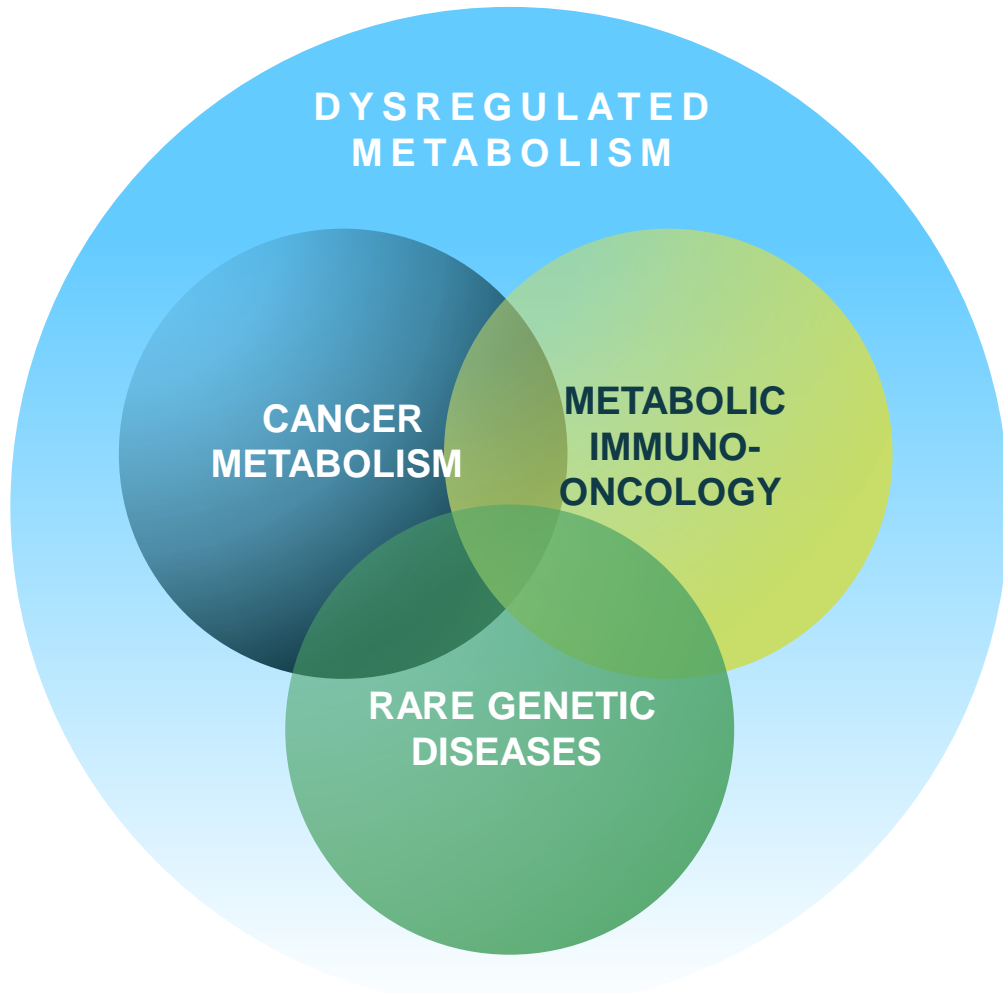 DYSREGULATED
METABOLISM
CANCER
METABOLISM
METABOLIC
IMMUNO-
ONCOLOGY
RARE GENETIC
DISEASES